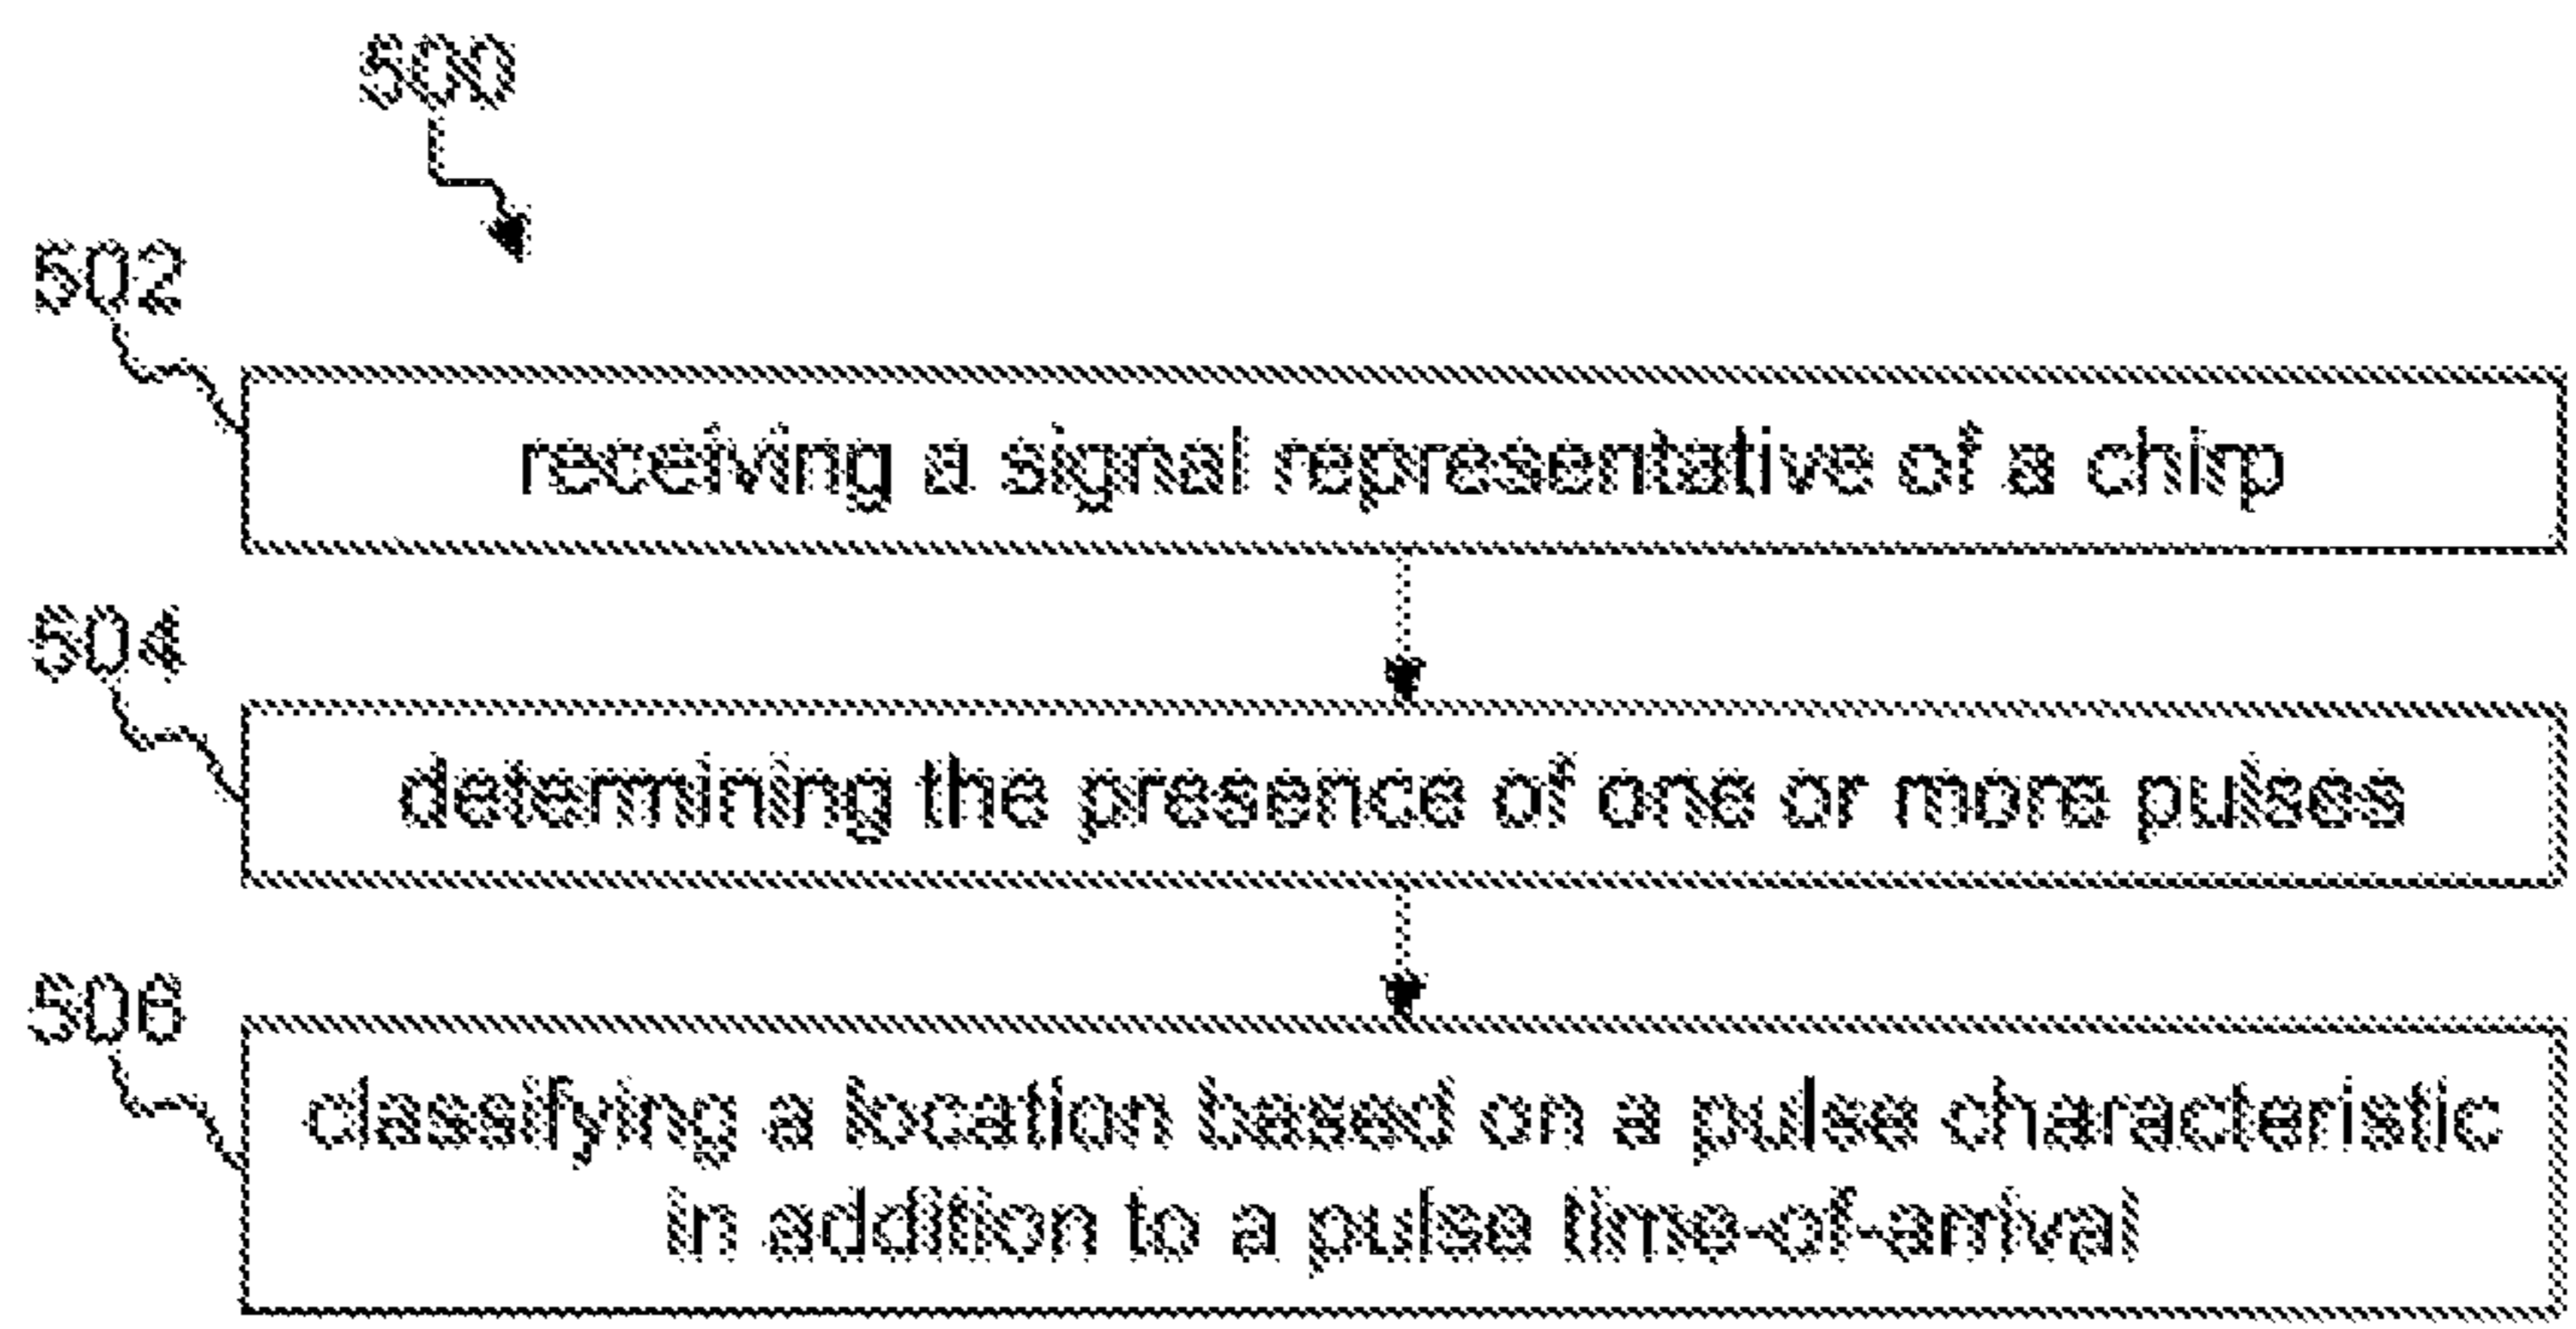 500
502
receiving a signal representative of a chirp
504
determining the presence of one or more pulses
506
classifying a location based on a pulse characteristic
in addition to a pulse time-of-arrival